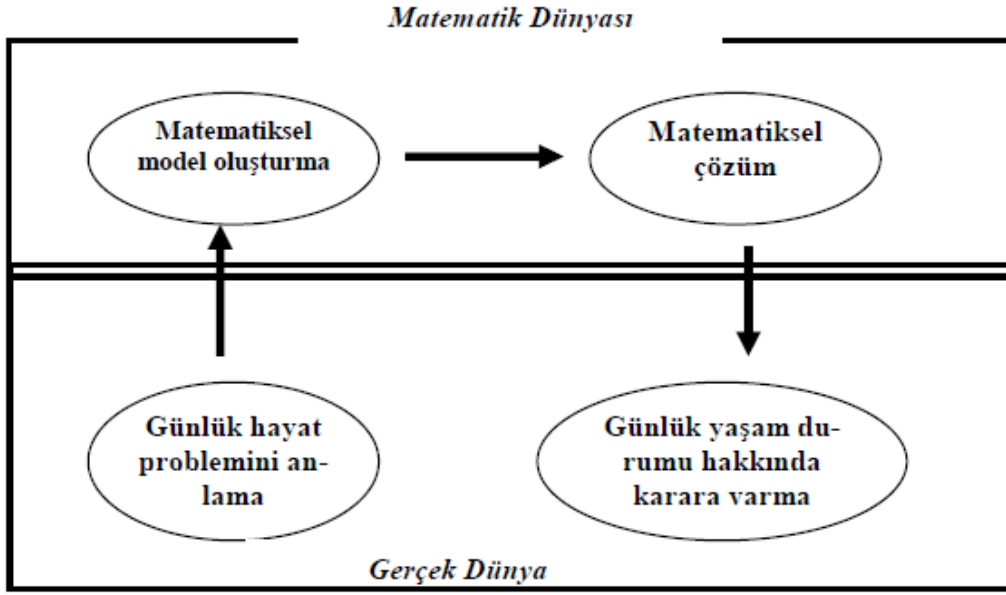 Matematik Dünyası
Matematiksel
model oluşturma
Matematiksel
çözüm
Günlük hayat
problemini an-
lama
Günlük yaşam du-
rumu hakkında
karara varma
Gerçek Dünya